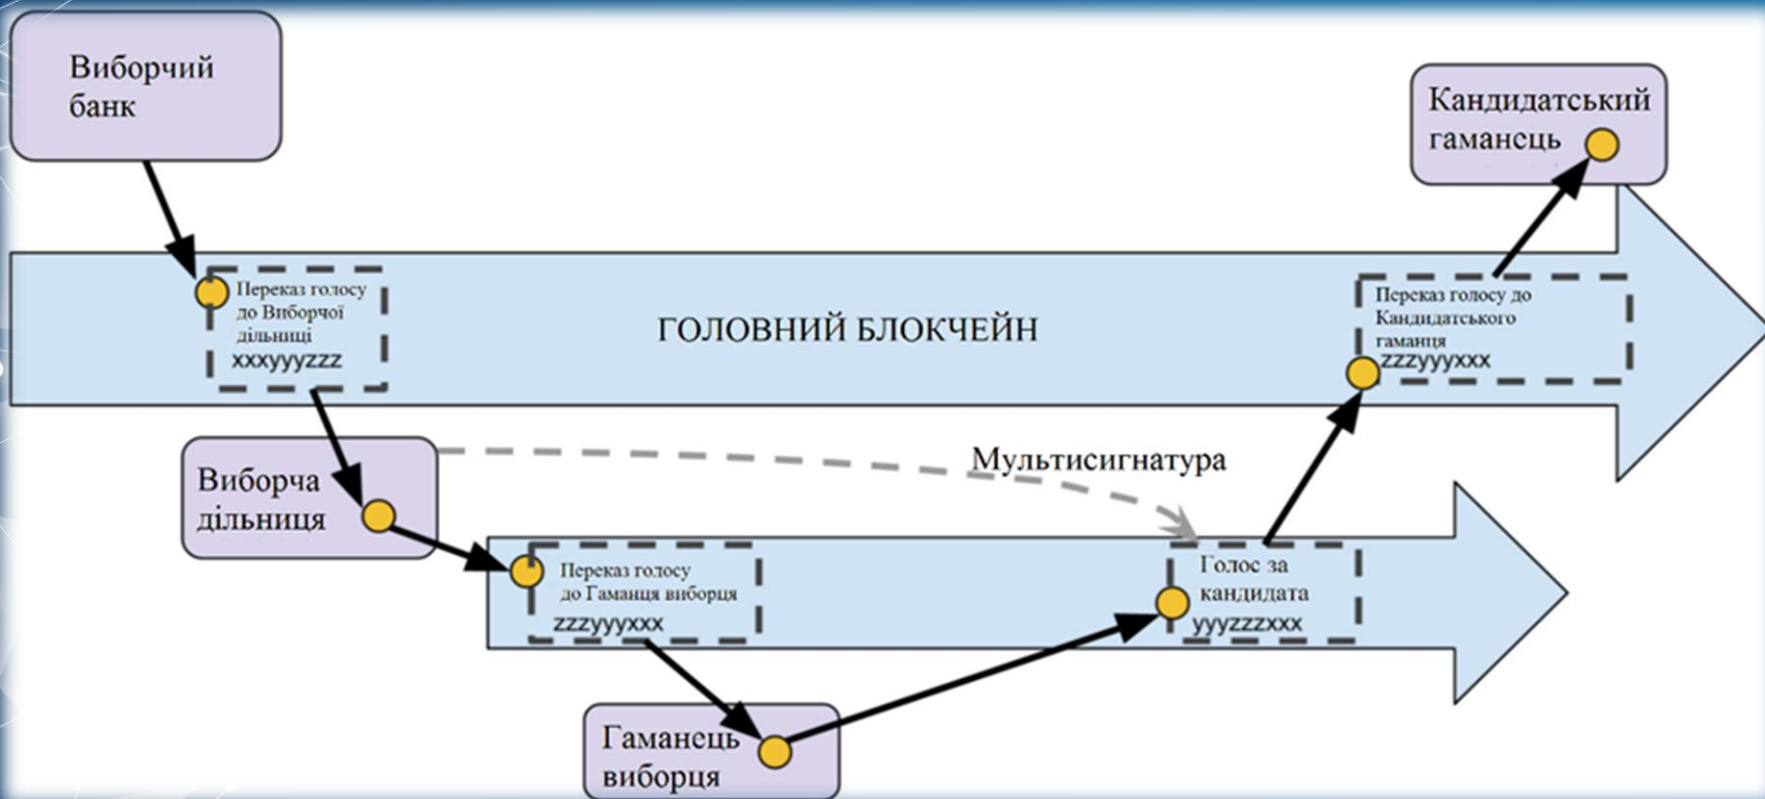 Виборчий
банк
Кандидатський
гаманець
Переказ голосу
до Виборчої
дільниці
xxxyyyzzz
ГОЛОВНИЙ БЛОКЧЕЙН
Переказ голосу до
Кандидатського
гаманця
zzzyyyxxx
Виборча
дільниця
Мультисигнатура
Переказ голосу
до Гаманця виборця
zzzyyyxxx
Голос за
кандидата
yyyzzzxxx
Гаманець
виборця